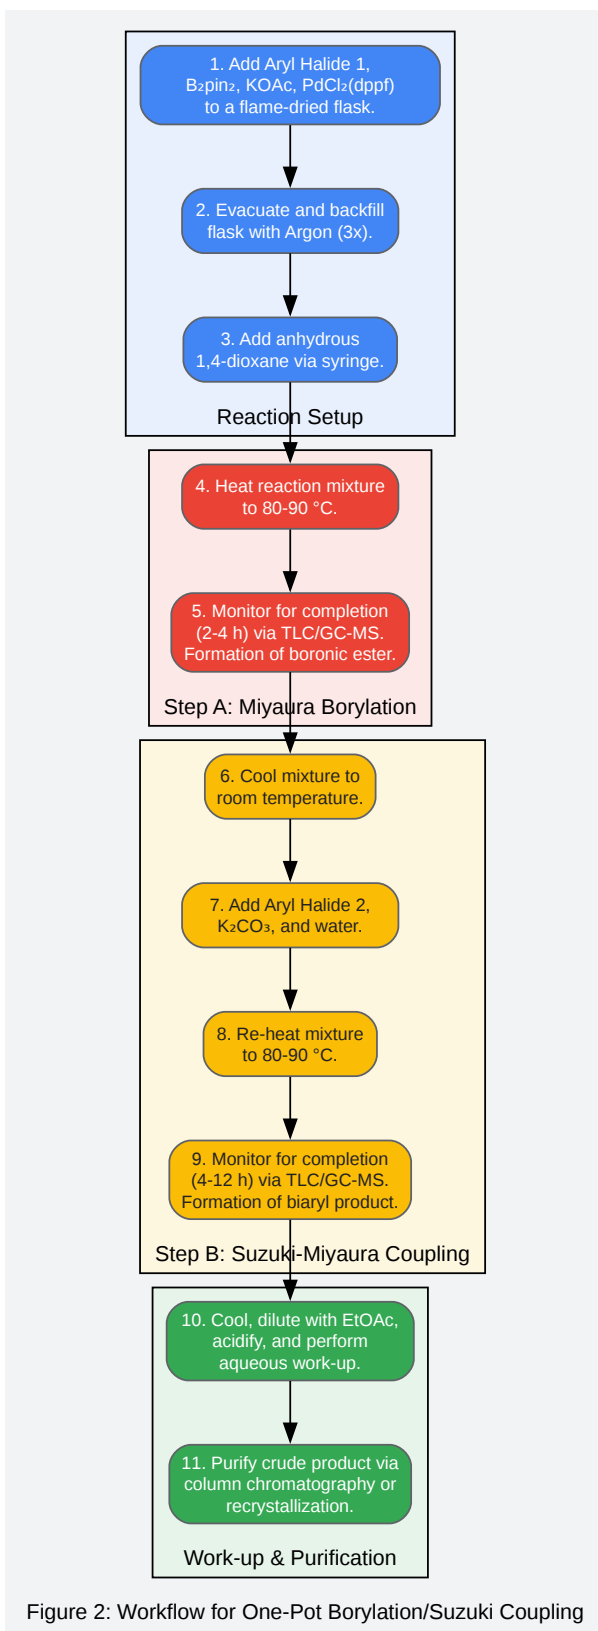 1. Add Aryl Halide 1,
B₂pin₂, KOAc, PdCl₂(dppf)
to a flame-dried flask.
2. Evacuate and backfill
flask with Argon (3x).
3. Add anhydrous
1,4-dioxane via syringe.
Reaction Setup
4. Heat reaction mixture
to 80-90 °C.
5. Monitor for completion
(2-4 h) via TLC/GC-MS.
Formation of boronic ester.
Step A: Miyaura Borylation
6. Cool mixture to
room temperature.
7. Add Aryl Halide 2,
K₂CO₃, and water.
8. Re-heat mixture
to 80-90 °C.
9. Monitor for completion
(4-12 h) via TLC/GC-MS.
Formation of biaryl product.
Step B: Suzuki-Miyaura Coupling
10. Cool, dilute with EtOAc,
acidify, and perform
aqueous work-up.
11. Purify crude product via
column chromatography or
recrystallization.
Work-up & Purification
Figure 2: Workflow for One-Pot Borylation/Suzuki Coupling